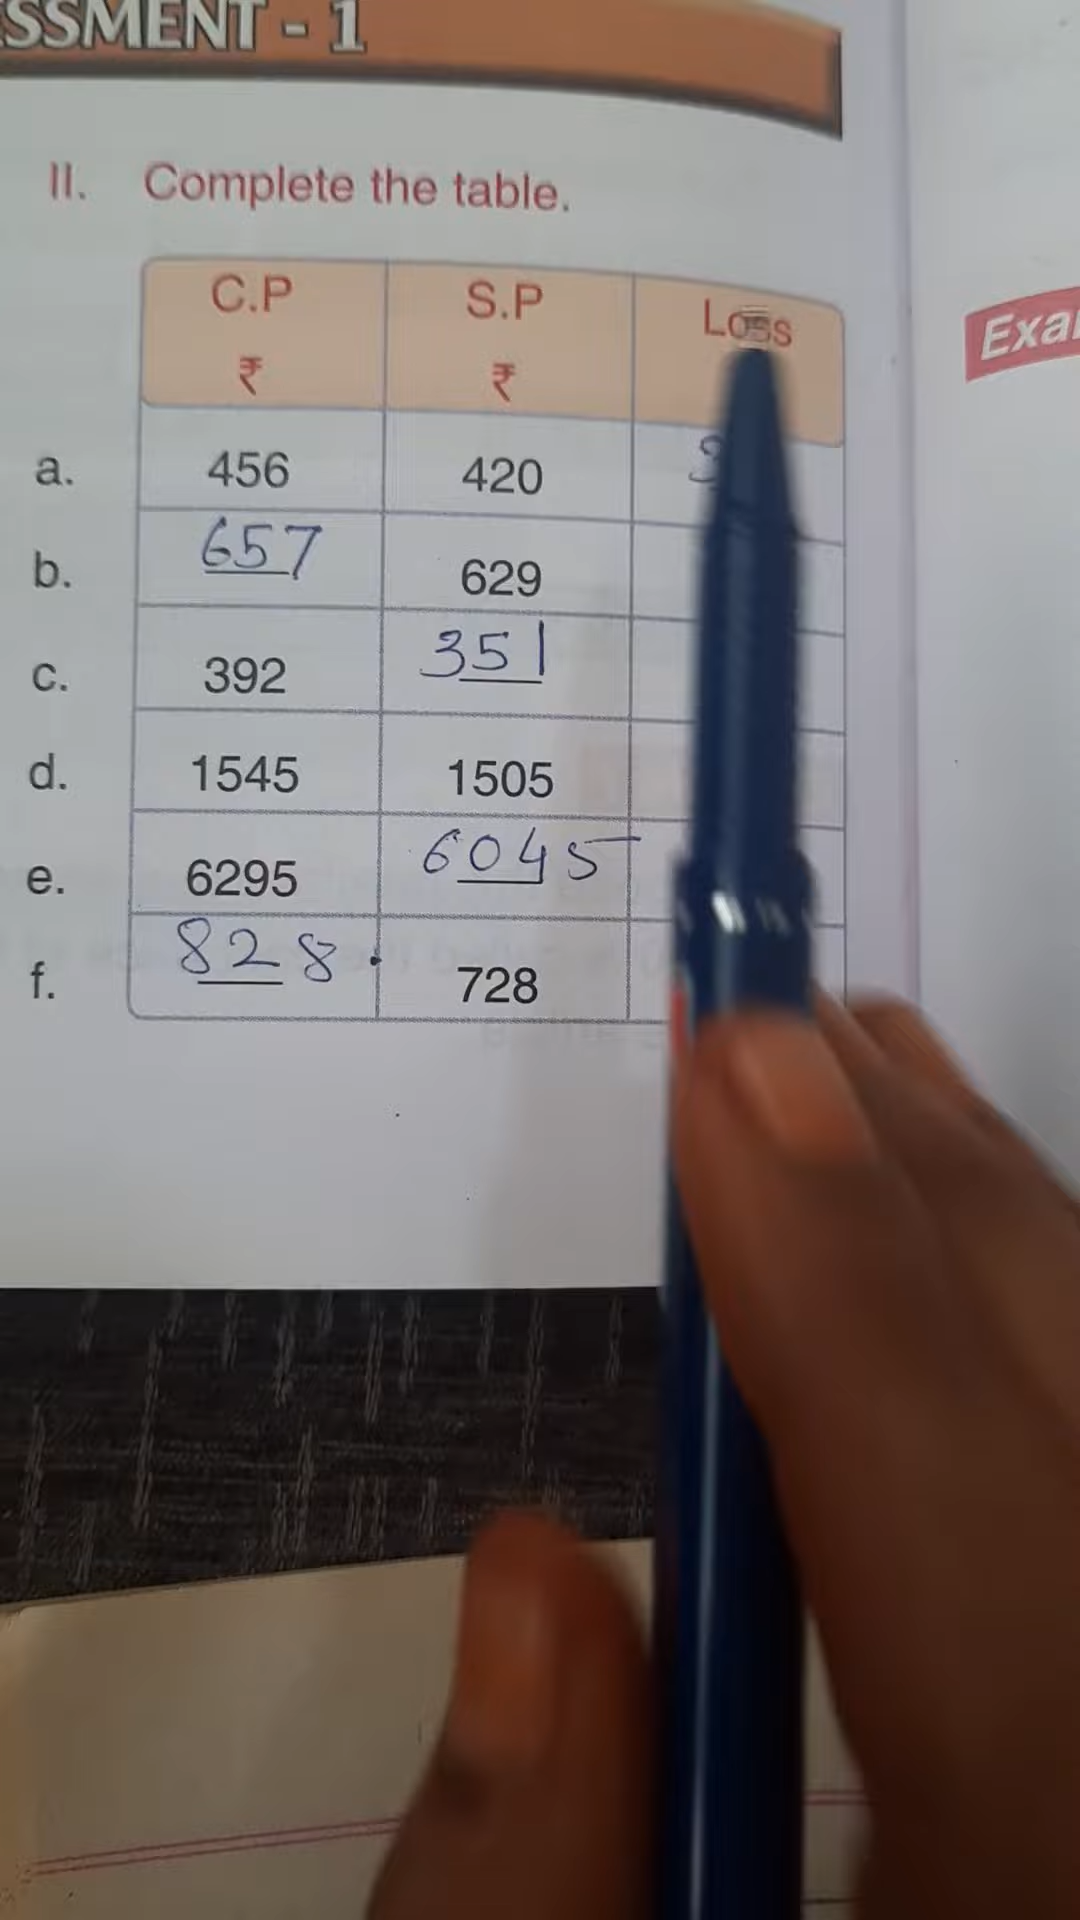 SSMENT - 1
II. Complete the table.
C.P S.P Loss
₹ ₹
a. 456 420 3
b. 657 629
c. 392 351
d. 1545 1505
e. 6295 6045
f. 828 728
Exa